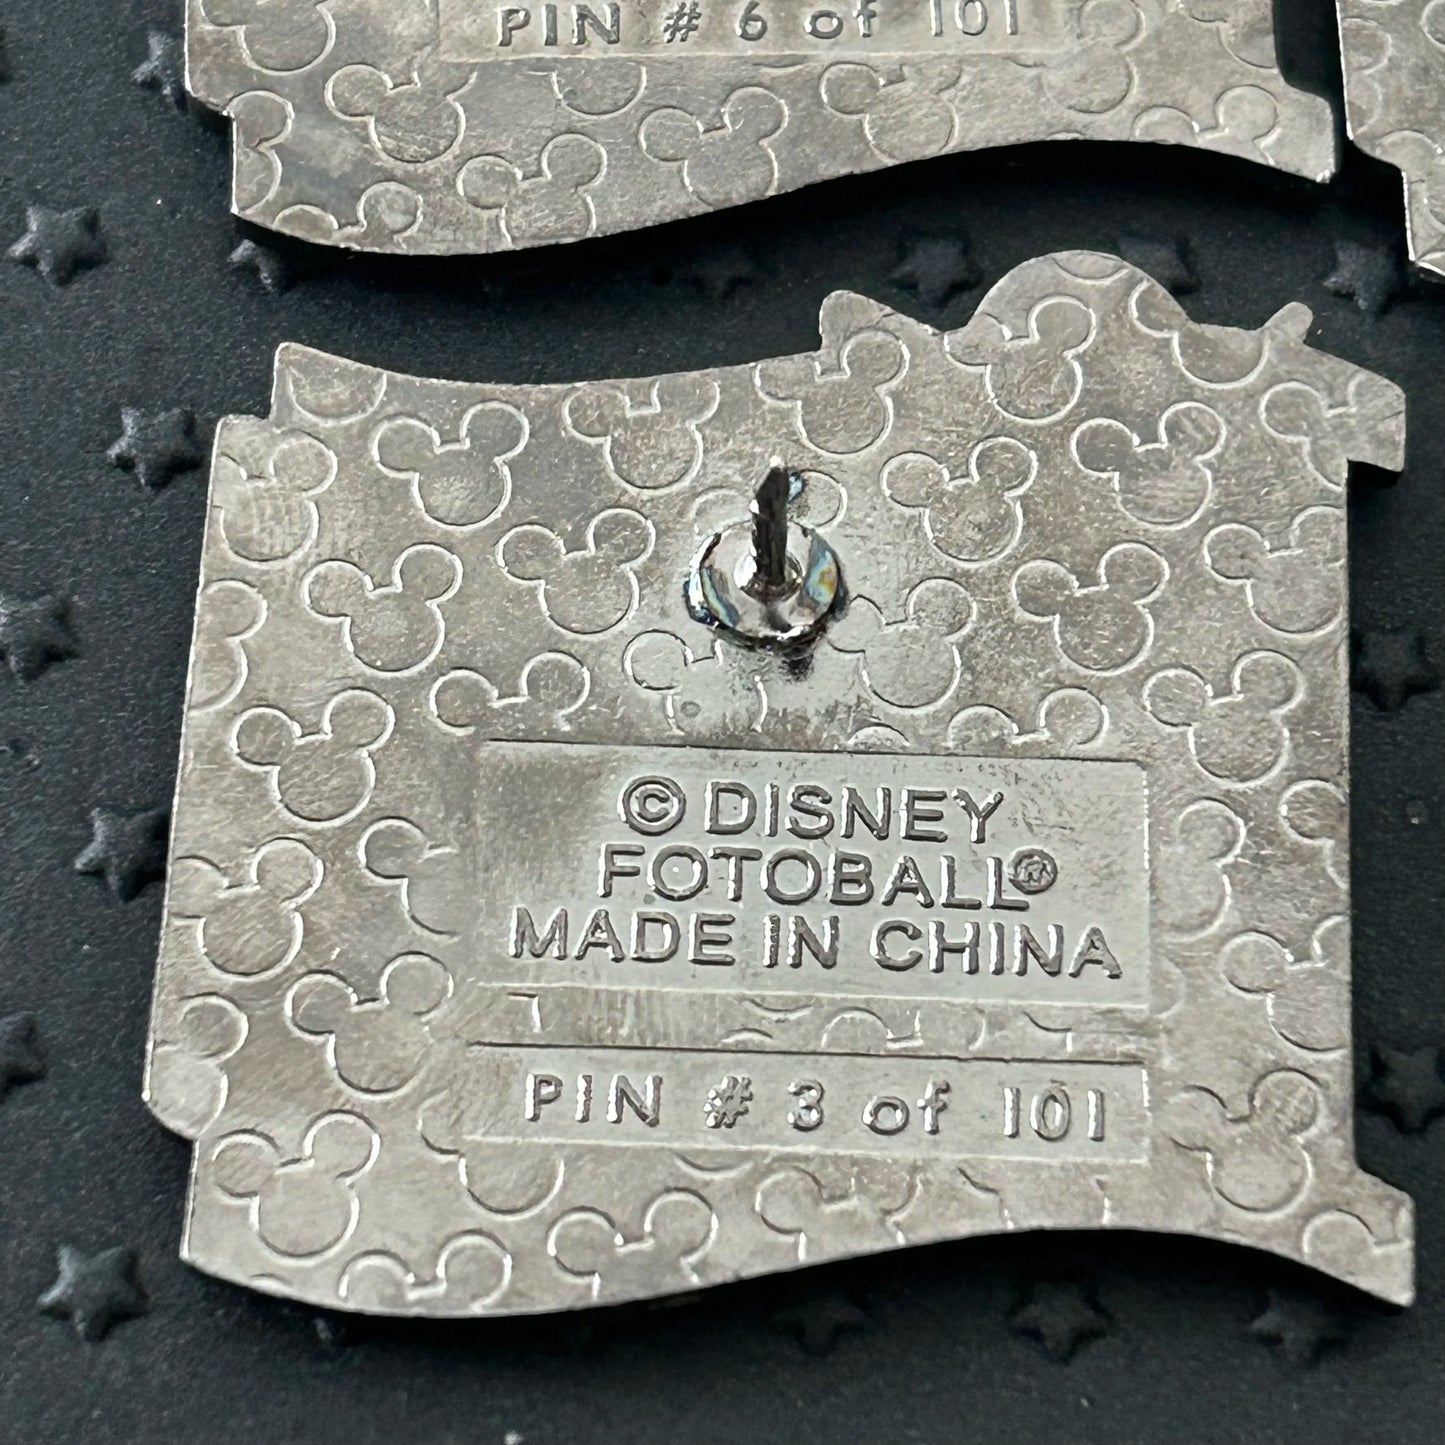 PIN # 6 of 101
© DISNEY
FOTOBALL®
MADE IN CHINA
PIN # 3 of 101